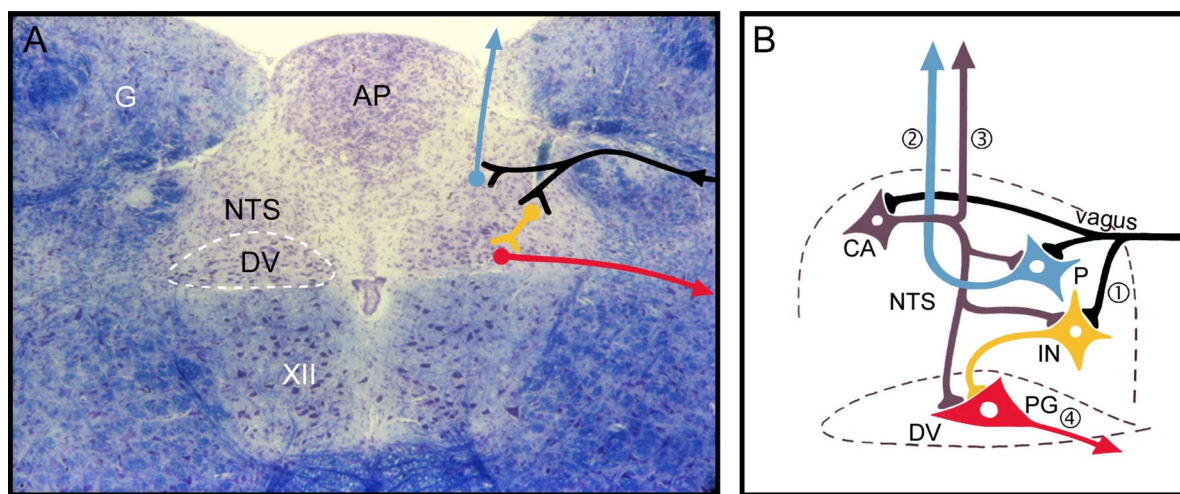 A
G
AP
NTS
DV
XII
B
② ③
vagus
CA
P
NTS
①
IN
PG ④
DV